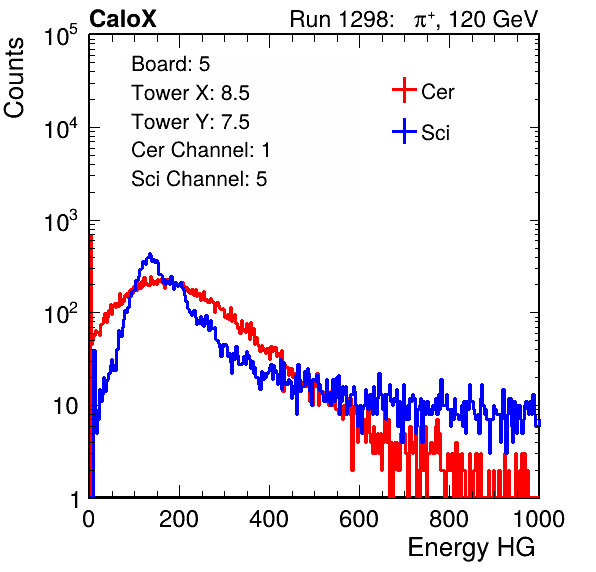 CaloX Run 1298: π⁺, 120 GeV
Counts
Board: 5
Tower X: 8.5
Tower Y: 7.5
Cer Channel: 1
Sci Channel: 5
Cer
Sci
10⁵
10⁴
10³
10²
10
1
0 200 400 600 800 1000
Energy HG